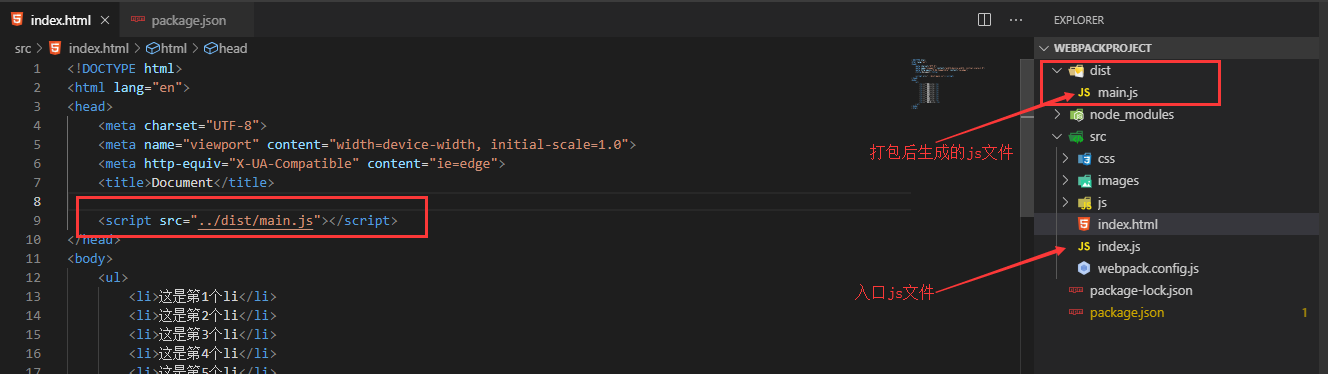 index.html
package.json
EXPLORER
src > index.html > html > head
WEBPACKPROJECT
1 <!DOCTYPE html>
2 <html lang="en">
3 <head>
4 <meta charset="UTF-8">
5 <meta name="viewport" content="width=device-width, initial-scale=1.0">
6 <meta http-equiv="X-UA-Compatible" content="ie=edge">
7 <title>Document</title>
8
9 <script src="../dist/main.js"></script>
10 </head>
11 <body>
12 <ul>
13 <li>这是第1个li</li>
14 <li>这是第2个li</li>
15 <li>这是第3个li</li>
16 <li>这是第4个li</li>
17 <li>这是第5个li</li>
打包后生成的js文件
入口js文件
dist
JS main.js
node_modules
src
css
images
js
index.html
JS index.js
webpack.config.js
package-lock.json
package.json 1